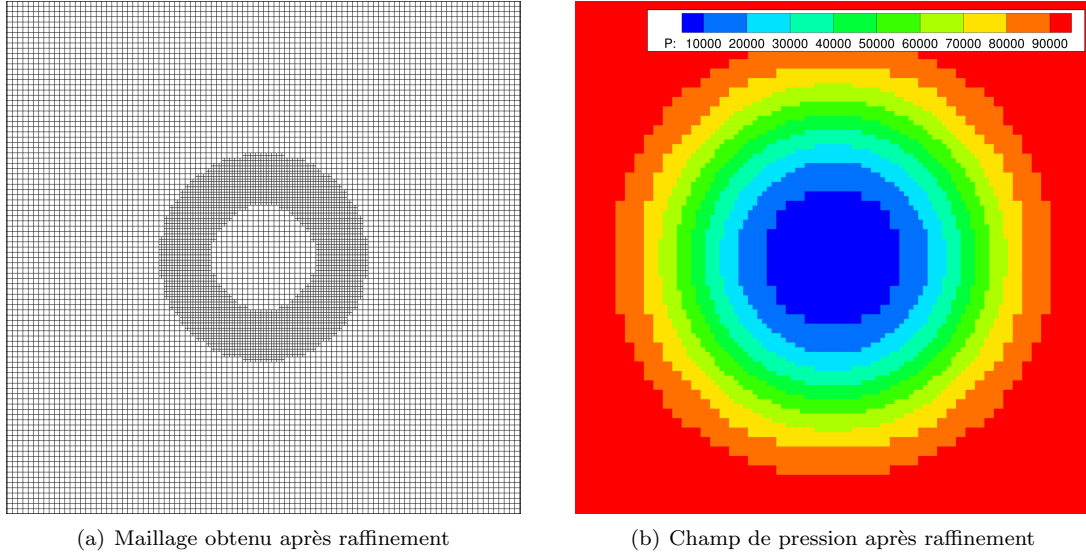 P: 10000 20000 30000 40000 50000 60000 70000 80000 90000
(a) Maillage obtenu après raffinement
(b) Champ de pression après raffinement